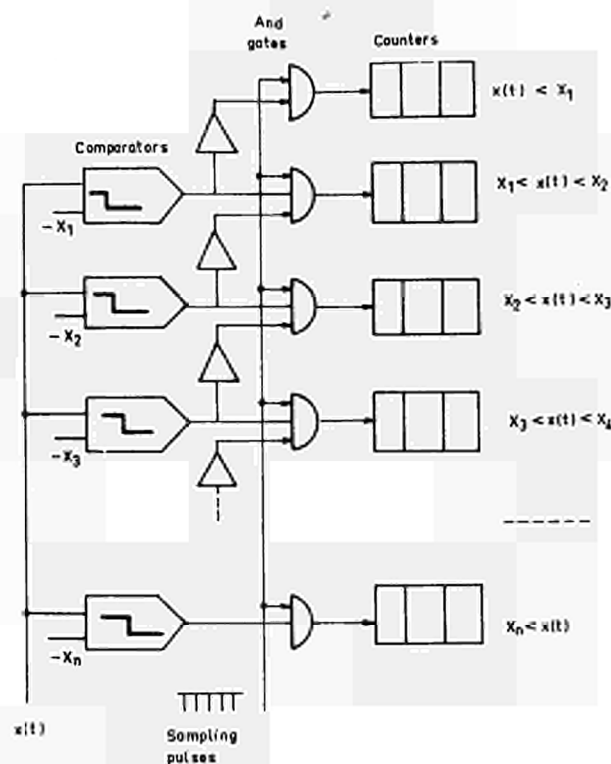 And
gates
Counters
x(t) < X1
Comparators
X1 < x(t) < X2
-X1
X2 < x(t) < X3
-X2
X3 < x(t) < X4
-X3
-------
Xn < x(t)
-Xn
x(t)
Sampling
pulses